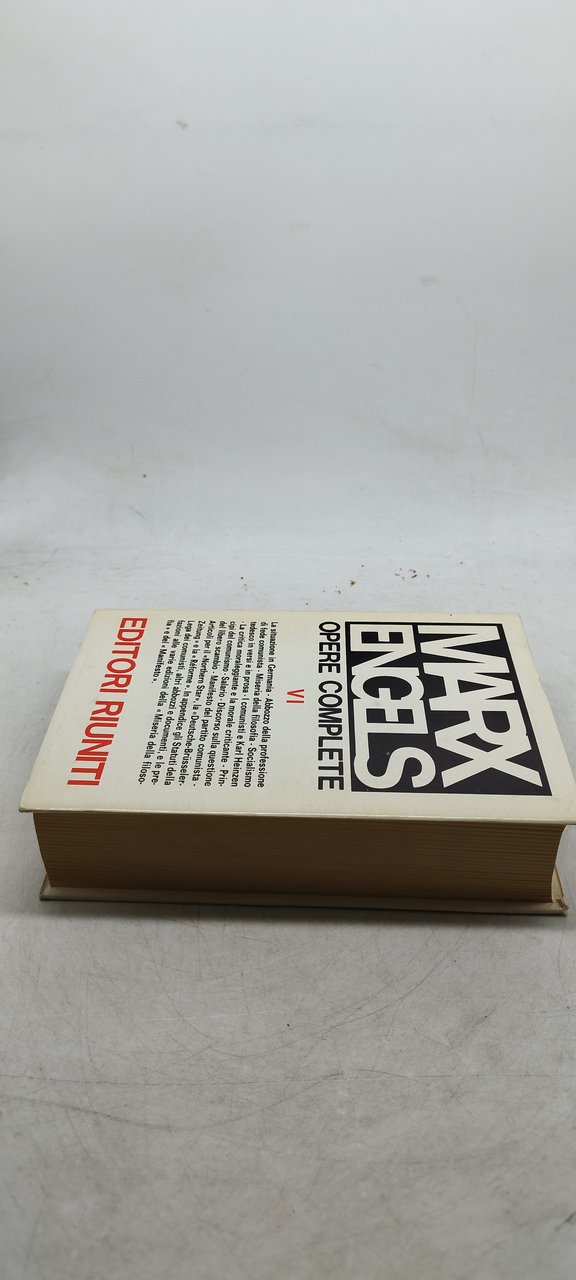 MARX
ENGELS
OPERE COMPLETE
VI
La situazione in Germania · Abbozzo della professione
di fede comunista · Miseria della filosofia · Socialismo
tedesco in versi e in prosa · I comunisti e Karl Heinzen
· La critica moraleggiante e la morale criticante · Prin-
cipi del comunismo · Salario · Discorso sulla questione
del libero scambio · Manifesto del partito comunista ·
Articoli per il «Northern Star», la «Deutsche-Brüsseler-
Zeitung» e la «Réforme». In appendice gli Statuti della
Lega dei comunisti, altri abbozzi e documenti, e le pre-
fazioni alle varie edizioni della « Miseria della filoso-
fia » e del « Manifesto ».
EDITORI RIUNITI